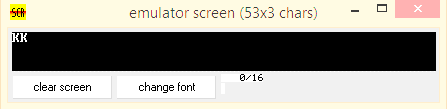 SCR emulator screen (53x3 chars)
KK
clear screen change font 0/16